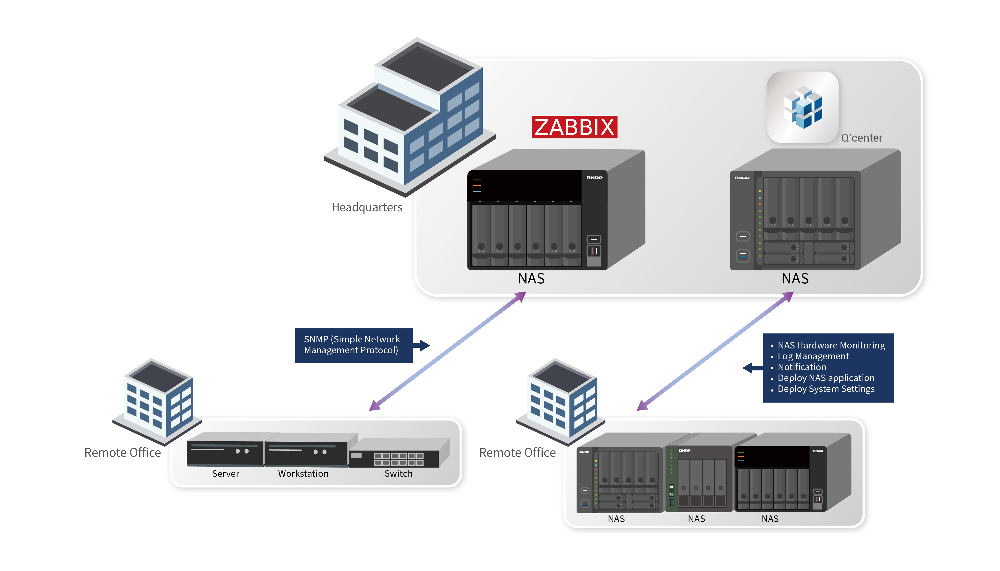 ZABBIX
Q'center
QNAP
QNAP
Headquarters
NAS
NAS
SNMP (Simple Network
Management Protocol)
• NAS Hardware Monitoring
• Log Management
• Notification
• Deploy NAS application
• Deploy System Settings
Remote Office
Server
Workstation
Switch
Remote Office
QNAP
QNAP
QNAP
NAS
NAS
NAS